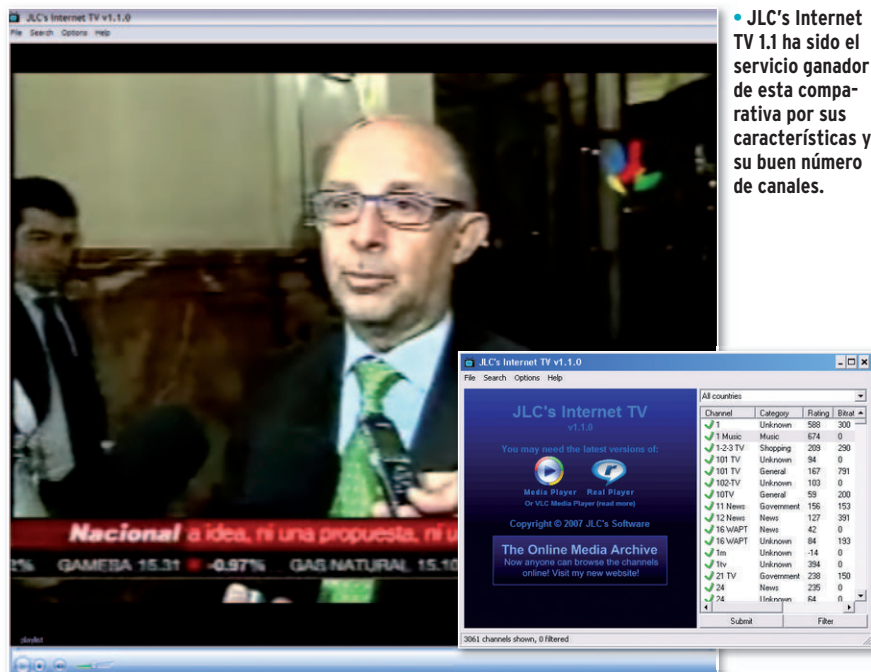 JLC's Internet TV v1.1.0
File Search Options Help
• JLC's Internet
TV 1.1 ha sido el
servicio ganador
de esta compa-
rativa por sus
características y
su buen número
de canales.
Nacional a idea, ni una propuesta, ni u
% GAMESA 15.31 -0.97% GAS NATURAL 15.10
playlist
JLC's Internet TV v1.1.0
File Search Options Help
JLC's Internet TV
v1.1.0
You may need the latest versions of:
Media Player Real Player
Or VLC Media Player (read more)
Copyright © 2007 JLC's Software
The Online Media Archive
Now anyone can browse the channels
online! Visit my new website!
All countries
Channel Category Rating Bitrat
1 Unknown 588 300
1 Music Music 674 0
1-2-3 TV Shopping 209 290
101 TV Unknown 94 0
101 TV General 167 791
102-TV Unknown 103 0
10TV General 59 200
11 News Government 156 153
12 News News 127 391
16 WAPT News 42 0
16 WAPT Unknown 84 193
1m Unknown -14 0
1tv Unknown 394 0
21 TV Government 238 150
24 News 235 0
24 Unknown 64 0
Submit Filter
3061 channels shown, 0 filtered